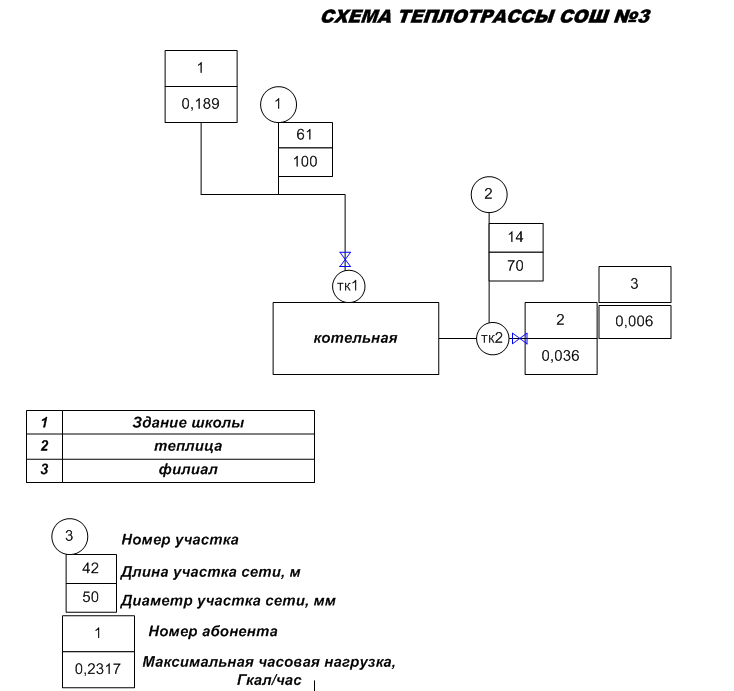 СХЕМА ТЕПЛОТРАССЫ СОШ №3
1
0,189
1
61
100
2
14
70
тк1
3
0,006
2
0,036
котельная
тк2
1 Здание школы
2 теплица
3 филиал
3
Номер участка
42
Длина участка сети, м
50
Диаметр участка сети, мм
1
Номер абонента
0,2317
Максимальная часовая нагрузка,
Гкал/час